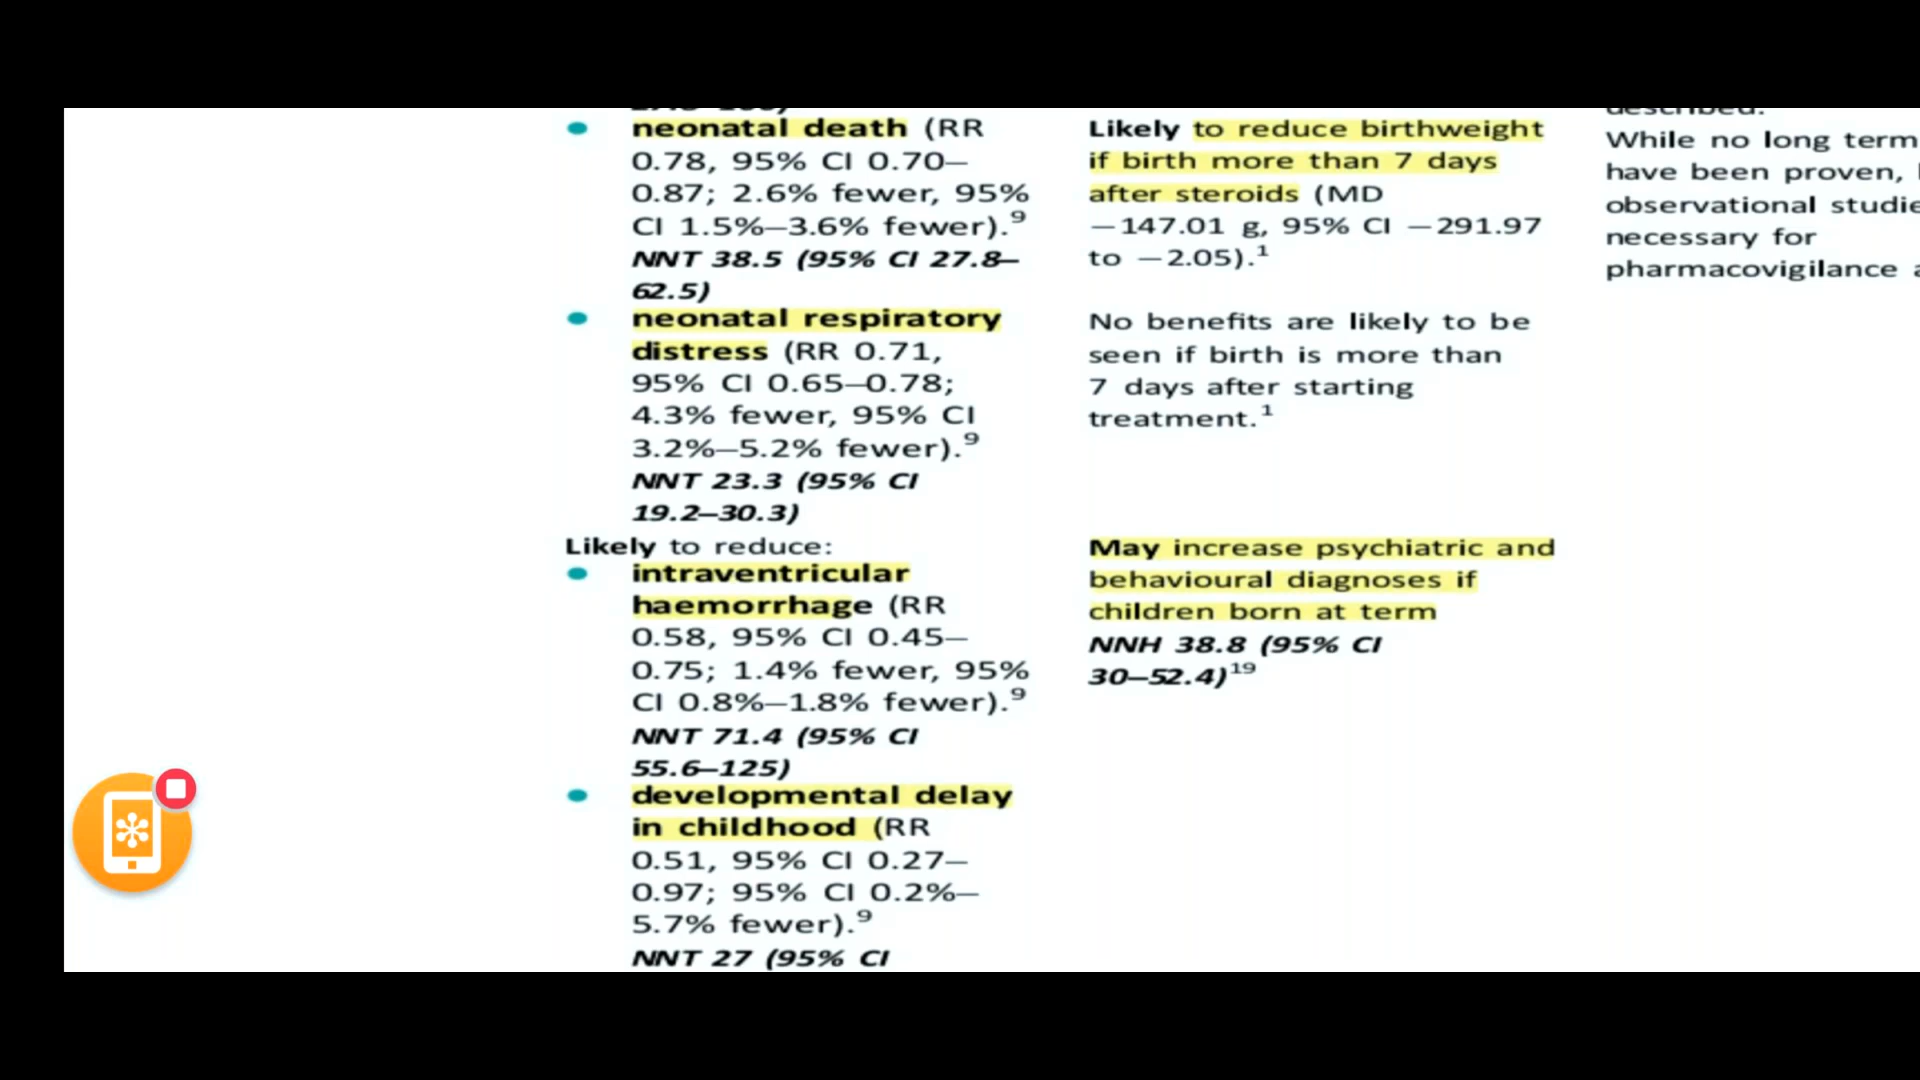 neonatal death (RR
0.78, 95% CI 0.70–
0.87; 2.6% fewer, 95%
CI 1.5%–3.6% fewer).9
NNT 38.5 (95% CI 27.8–
62.5)
neonatal respiratory
distress (RR 0.71,
95% CI 0.65–0.78;
4.3% fewer, 95% CI
3.2%–5.2% fewer).9
NNT 23.3 (95% CI
19.2–30.3)
Likely to reduce:
intraventricular
haemorrhage (RR
0.58, 95% CI 0.45–
0.75; 1.4% fewer, 95%
CI 0.8%–1.8% fewer).9
NNT 71.4 (95% CI
55.6–125)
developmental delay
in childhood (RR
0.51, 95% CI 0.27–
0.97; 95% CI 0.2%–
5.7% fewer).9
NNT 27 (95% CI
Likely to reduce birthweight
if birth more than 7 days
after steroids (MD
−147.01 g, 95% CI −291.97
to −2.05).1
No benefits are likely to be
seen if birth is more than
7 days after starting
treatment.1
May increase psychiatric and
behavioural diagnoses if
children born at term
NNH 38.8 (95% CI
30–52.4)19
described.
While no long term
have been proven,
observational studie
necessary for
pharmacovigilance a